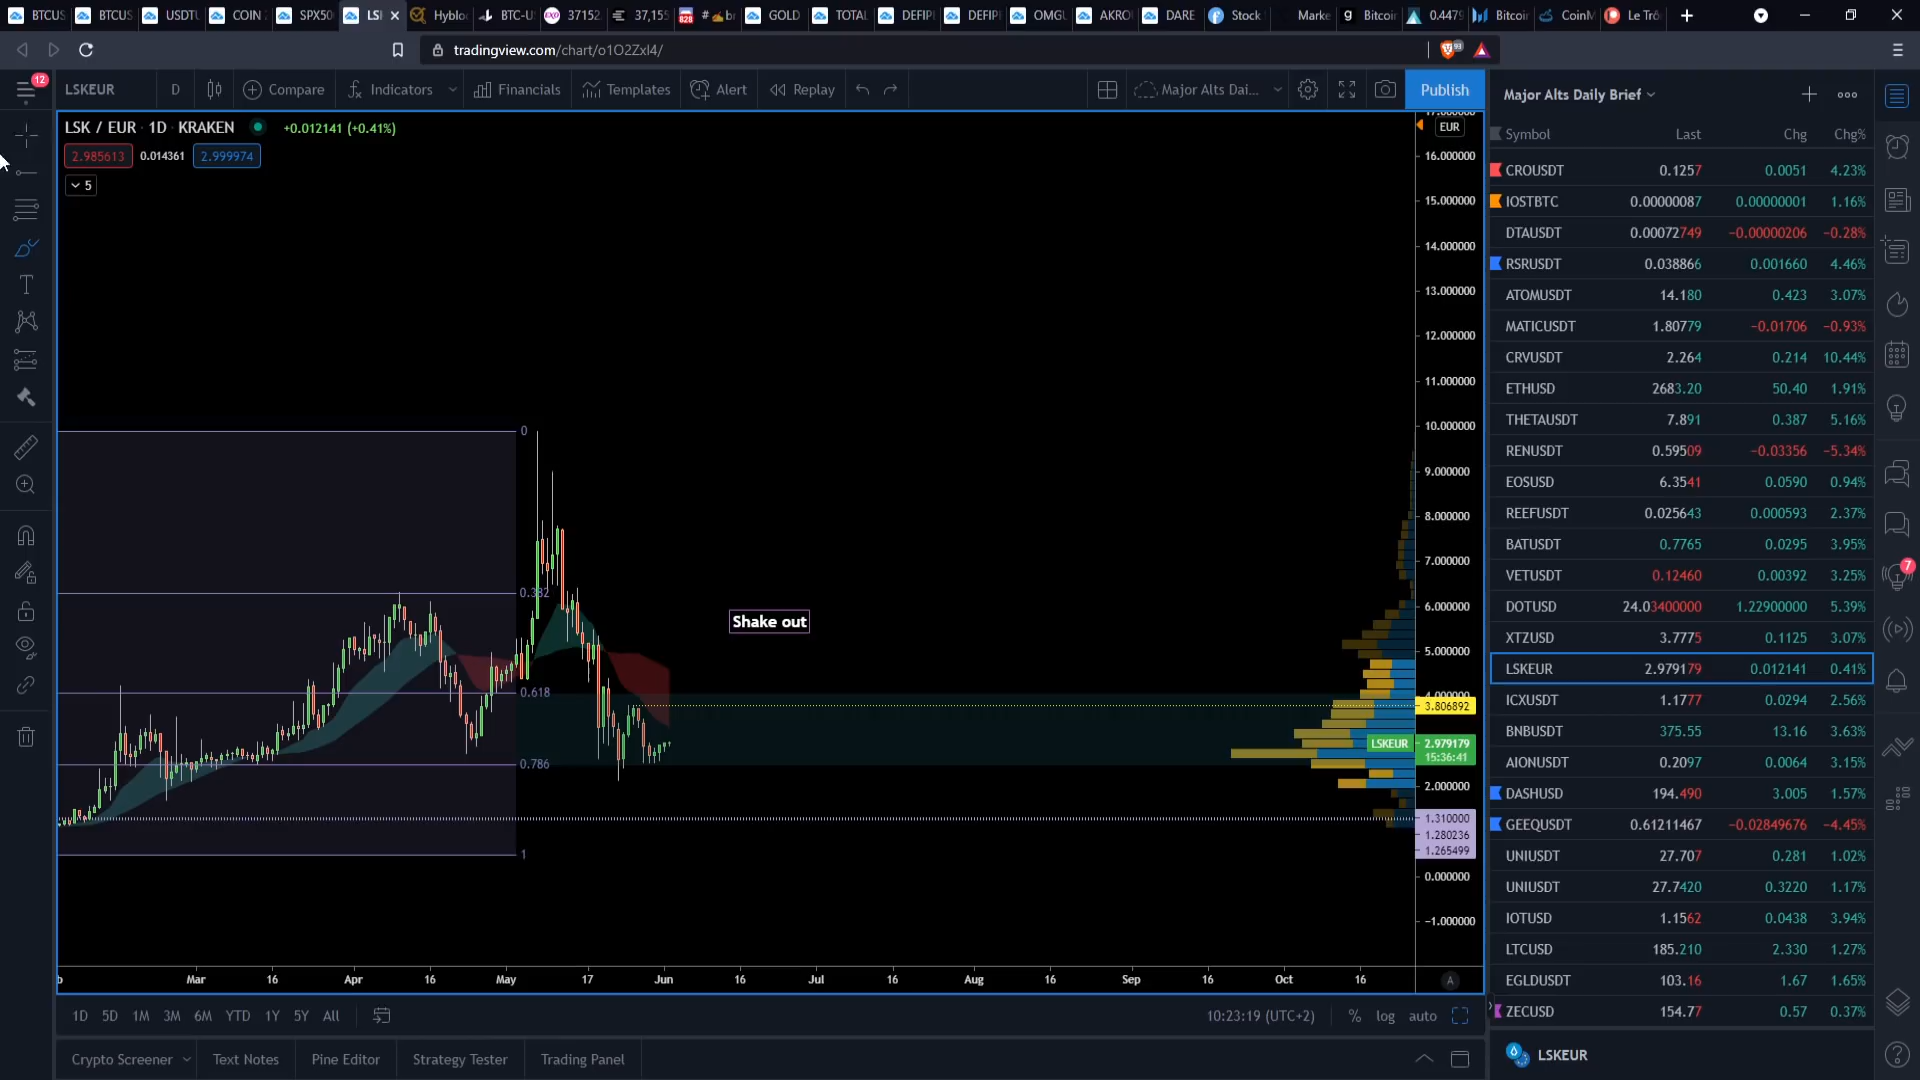 BTCUS BTCUS USDTL COIN SPX50 LS Hyblo BTC-U 37152 37,155 828 GOLD TOTAL DEFIP DEFIP OMGU AKRO DARE Stock Marke Bitcoin 0.4479 Bitcoir CoinM Le Trô
tradingview.com/chart/o1O2ZxI4/
12
LSKEUR D Compare Indicators Financials Templates Alert Replay Major Alts Dai... Publish
LSK / EUR · 1D · KRAKEN +0.012141 (+0.41%)
2.985613 0.014361 2.999974
5
EUR
17.000000
16.000000
15.000000
14.000000
13.000000
12.000000
11.000000
10.000000
9.000000
8.000000
7.000000
6.000000
5.000000
4.000000
3.806892
LSKEUR 2.979179
15:36:41
2.000000
1.310000
1.280236
1.265499
0.000000
−1.000000
0
0.382
0.618
0.786
1
Shake out
b Mar 16 Apr 16 May 17 Jun 16 Jul 16 Aug 16 Sep 16 Oct 16 A
1D 5D 1M 3M 6M YTD 1Y 5Y All 10:23:19 (UTC+2) % log auto
Crypto Screener Text Notes Pine Editor Strategy Tester Trading Panel
Major Alts Daily Brief
Symbol Last Chg Chg%
CROUSDT 0.1257 0.0051 4.23%
IOSTBTC 0.00000087 0.00000001 1.16%
DTAUSDT 0.00072749 −0.00000206 −0.28%
RSRUSDT 0.038866 0.001660 4.46%
ATOMUSDT 14.180 0.423 3.07%
MATICUSDT 1.80779 −0.01706 −0.93%
CRVUSDT 2.264 0.214 10.44%
ETHUSD 2683.20 50.40 1.91%
THETAUSDT 7.891 0.387 5.16%
RENUSDT 0.59509 −0.03356 −5.34%
EOSUSD 6.3541 0.0590 0.94%
REEFUSDT 0.025643 0.000593 2.37%
BATUSDT 0.7765 0.0295 3.95%
VETUSDT 0.12460 0.00392 3.25%
DOTUSD 24.03400000 1.22900000 5.39%
XTZUSD 3.7775 0.1125 3.07%
LSKEUR 2.979179 0.012141 0.41%
ICXUSDT 1.1777 0.0294 2.56%
BNBUSDT 375.55 13.16 3.63%
AIONUSDT 0.2097 0.0064 3.15%
DASHUSD 194.490 3.005 1.57%
GEEQUSDT 0.61211467 −0.02849676 −4.45%
UNIUSDT 27.707 0.281 1.02%
UNIUSDT 27.7420 0.3220 1.17%
IOTUSD 1.1562 0.0438 3.94%
LTCUSD 185.210 2.330 1.27%
EGLDUSDT 103.16 1.67 1.65%
ZECUSD 154.77 0.57 0.37%
LSKEUR
7